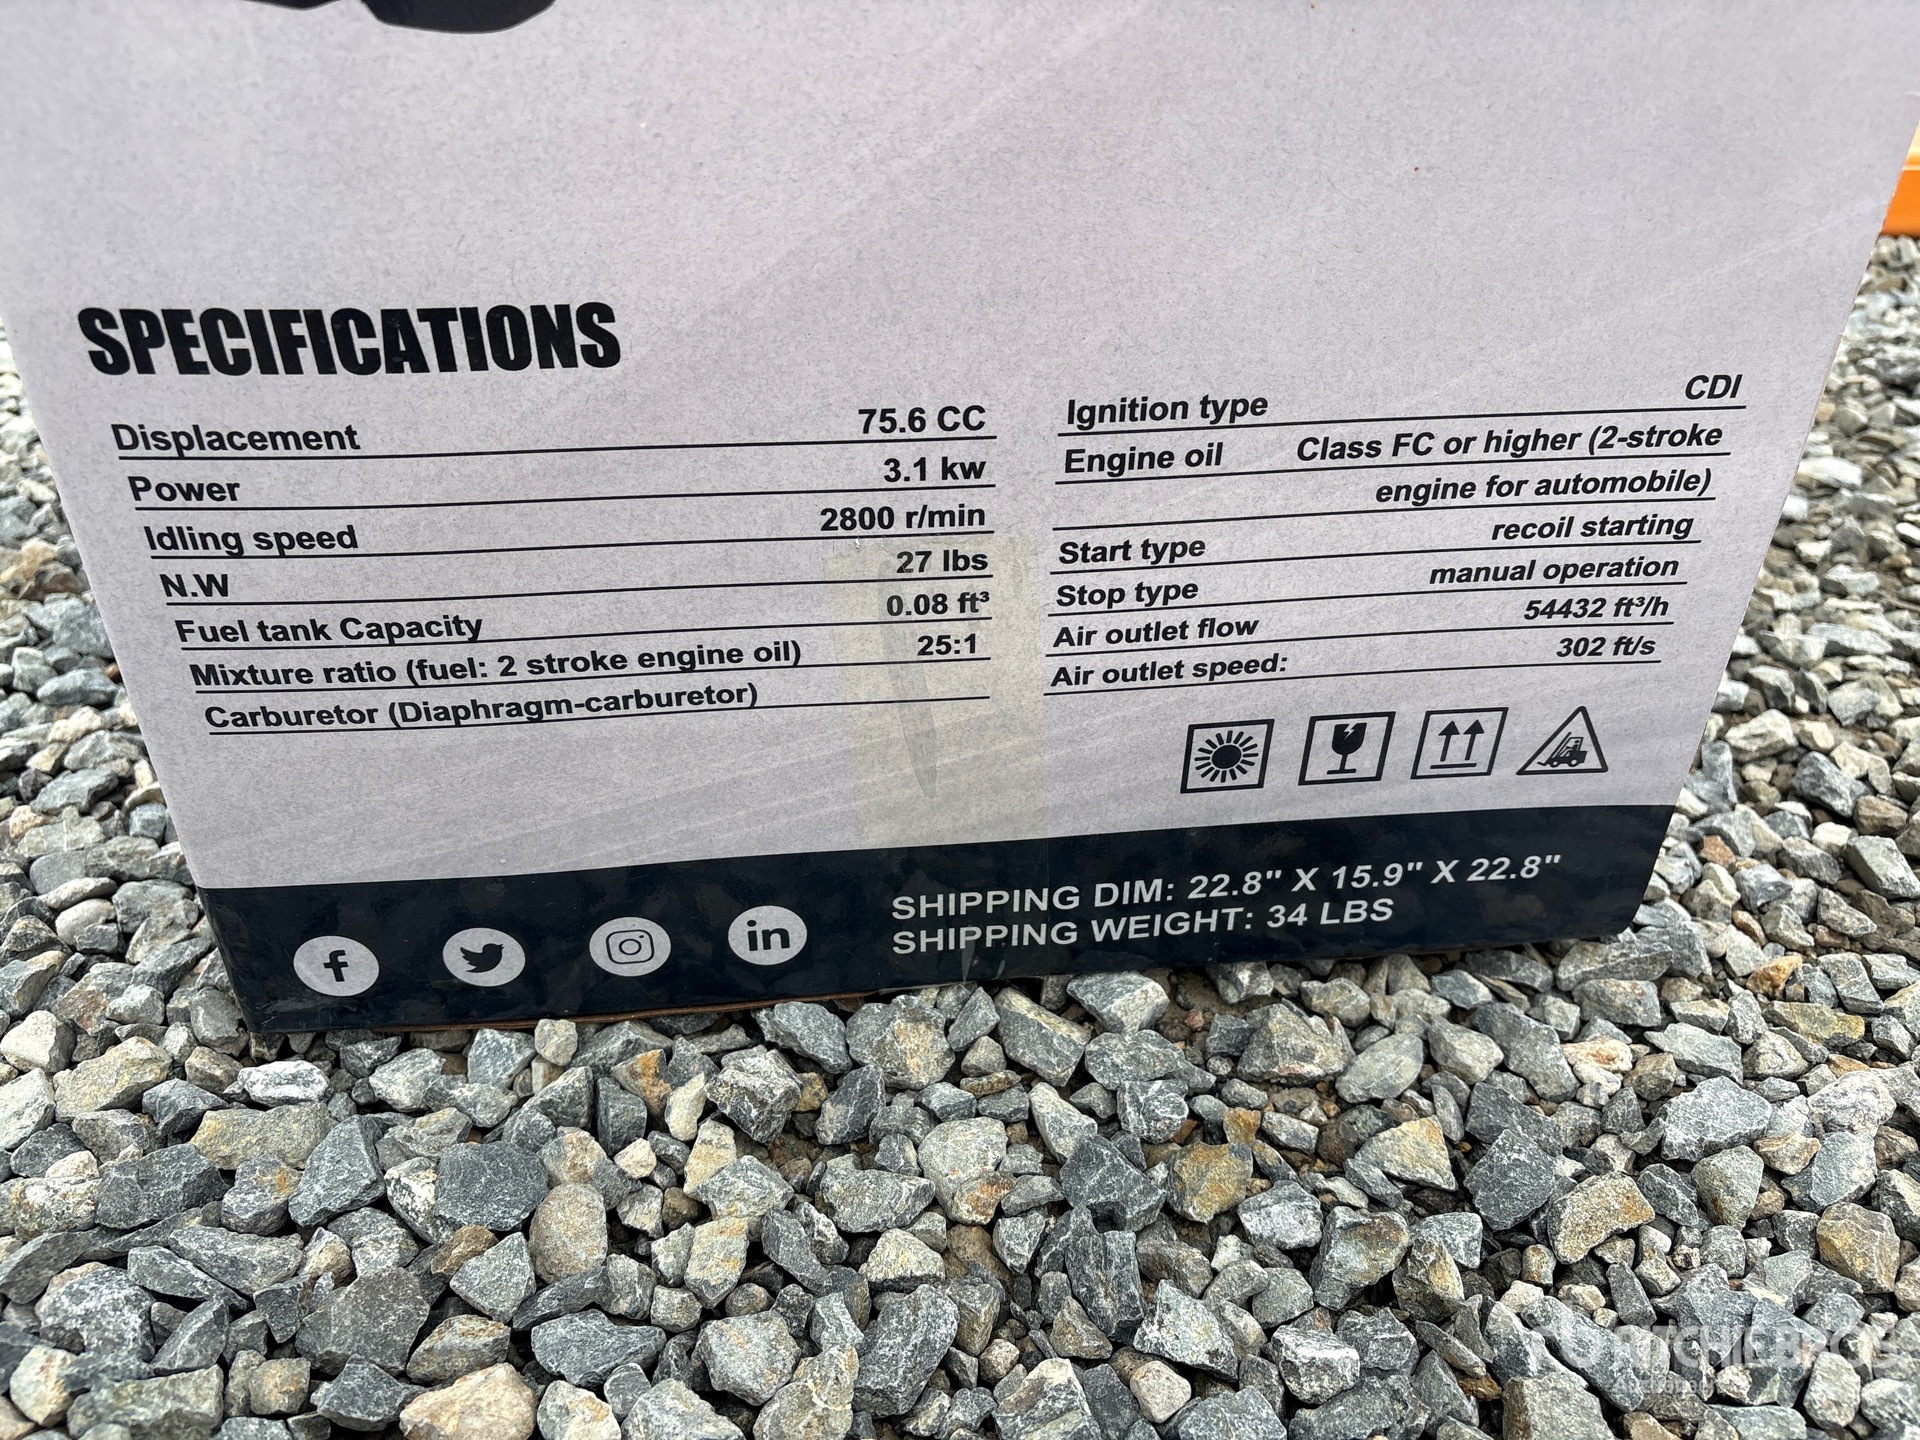 SPECIFICATIONS
Displacement 75.6 CC
Power 3.1 kw
Idling speed 2800 r/min
N.W 27 lbs
Fuel tank Capacity 0.08 ft³
Mixture ratio (fuel: 2 stroke engine oil) 25:1
Carburetor (Diaphragm-carburetor)
Ignition type CDI
Engine oil Class FC or higher (2-stroke
engine for automobile)
Start type recoil starting
Stop type manual operation
Air outlet flow 54432 ft³/h
Air outlet speed: 302 ft/s
SHIPPING DIM: 22.8" X 15.9" X 22.8"
SHIPPING WEIGHT: 34 LBS
f
in
RITCHIE BROS
Auctioneers